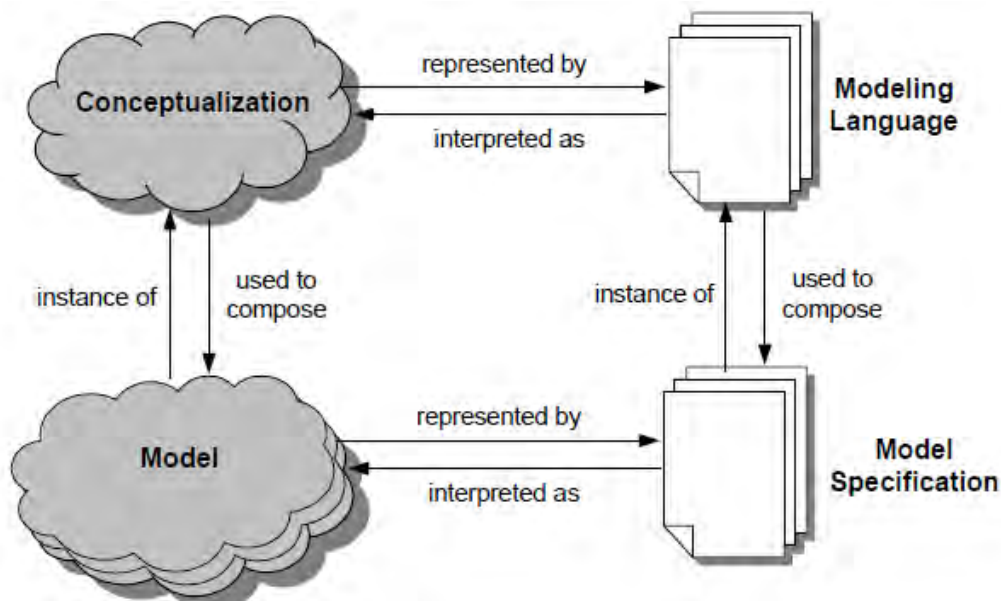 represented by
Conceptualization
Modeling
Language
interpreted as
instance of
used to
compose
instance of
used to
compose
represented by
Model
Model
Specification
interpreted as